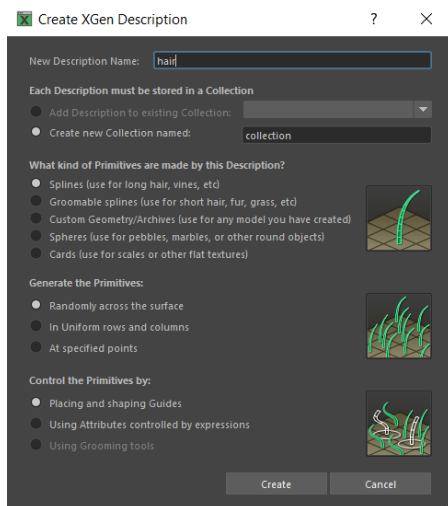 Create XGen Description
?
New Description Name: hair
Each Description must be stored in a Collection
Add Description to existing Collection:
Create new Collection named: collection
What kind of Primitives are made by this Description?
Splines (use for long hair, vines, etc)
Groomable splines (use for short hair, fur, grass, etc)
Custom Geometry/Archives (use for any model you have created)
Spheres (use for pebbles, marbles, or other round objects)
Cards (use for scales or other flat textures)
Generate the Primitives:
Randomly across the surface
In Uniform rows and columns
At specified points
Control the Primitives by:
Placing and shaping Guides
Using Attributes controlled by expressions
Using Grooming tools
Create Cancel